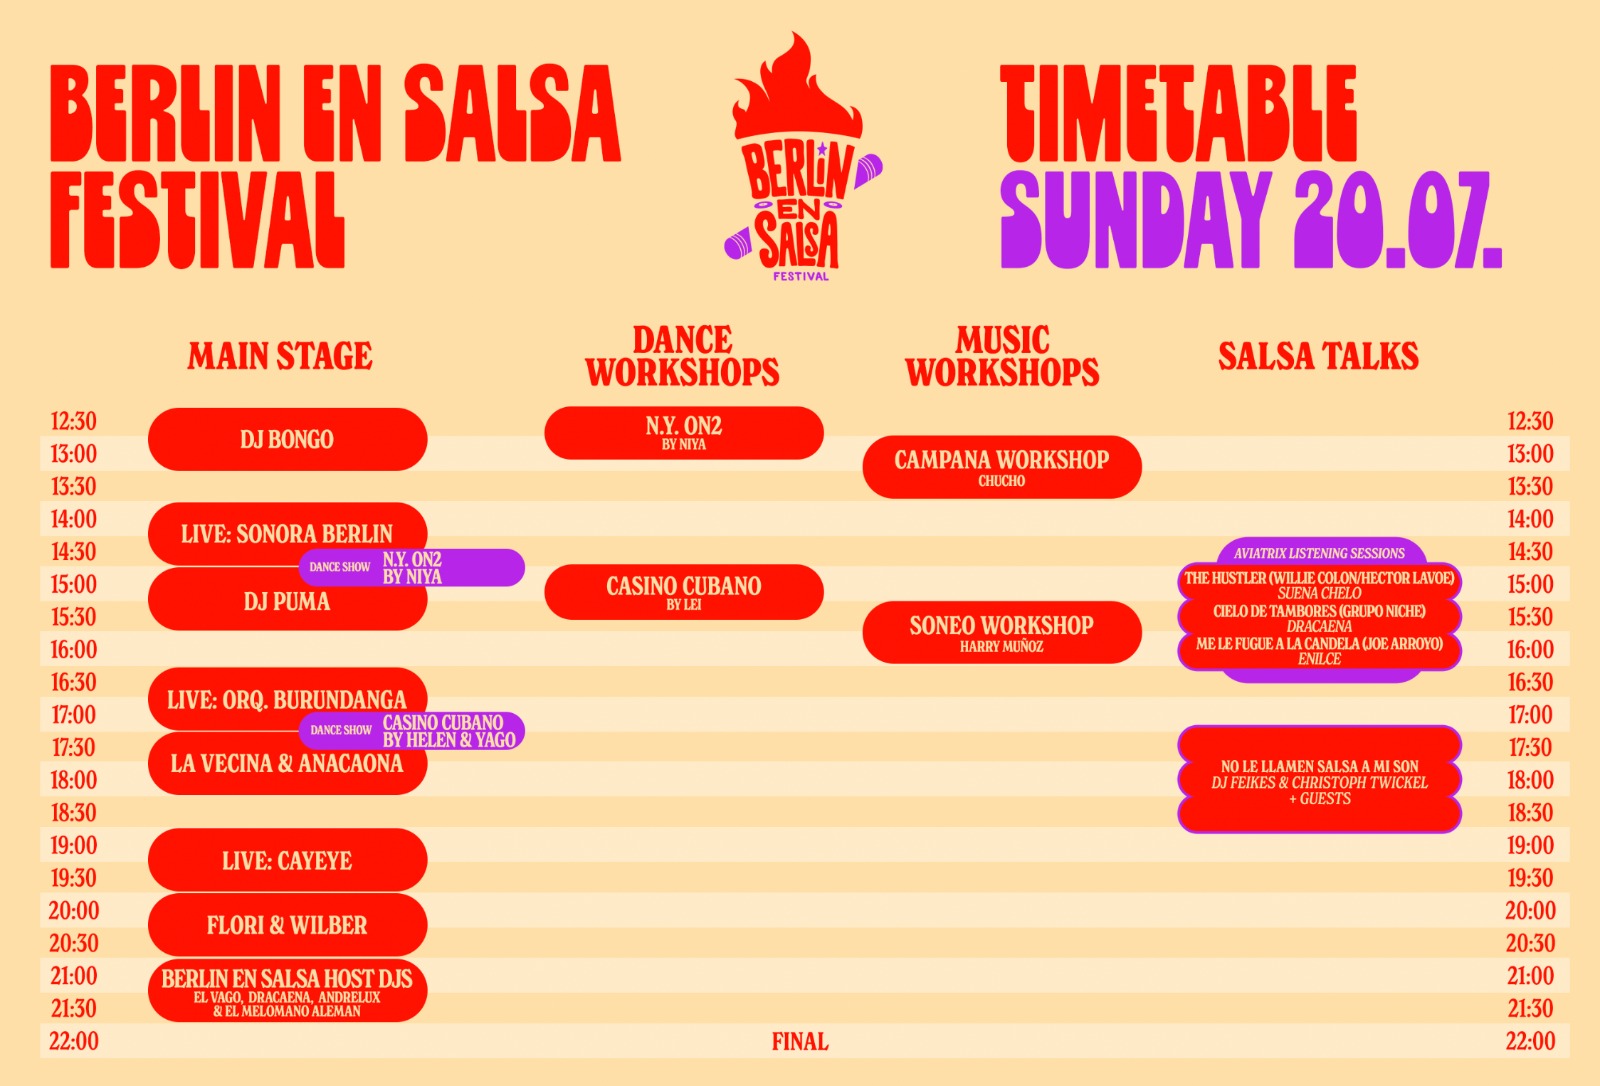 BERLIN EN SALSA
FESTIVAL
BERLIN
EN
SALSA
FESTIVAL
TIMETABLE
SUNDAY 20.07.
MAIN STAGE
DANCE
WORKSHOPS
MUSIC
WORKSHOPS
SALSA TALKS
12:30
13:00
13:30
14:00
14:30
15:00
15:30
16:00
16:30
17:00
17:30
18:00
18:30
19:00
19:30
20:00
20:30
21:00
21:30
22:00
DJ BONGO
LIVE: SONORA BERLIN
DANCE SHOW
N.Y. ON2
BY NIYA
DJ PUMA
LIVE: ORQ. BURUNDANGA
DANCE SHOW
CASINO CUBANO
BY HELEN & YAGO
LA VECINA & ANACAONA
LIVE: CAYEYE
FLORI & WILBER
BERLIN EN SALSA HOST DJS
EL VAGO, DRACAENA, ANDRELUX
& EL MELOMANO ALEMAN
N.Y. ON2
BY NIYA
CASINO CUBANO
BY LEI
CAMPANA WORKSHOP
CHUCHO
SONEO WORKSHOP
HARRY MUÑOZ
AVIATRIX LISTENING SESSIONS
THE HUSTLER (WILLIE COLON/HECTOR LAVOE)
SUENA CHELO
CIELO DE TAMBORES (GRUPO NICHE)
DRACAENA
ME LE FUGUE A LA CANDELA (JOE ARROYO)
ENILCE
NO LE LLAMEN SALSA A MI SON
DJ FEIKES & CHRISTOPH TWICKEL
+ GUESTS
12:30
13:00
13:30
14:00
14:30
15:00
15:30
16:00
16:30
17:00
17:30
18:00
18:30
19:00
19:30
20:00
20:30
21:00
21:30
22:00
FINAL